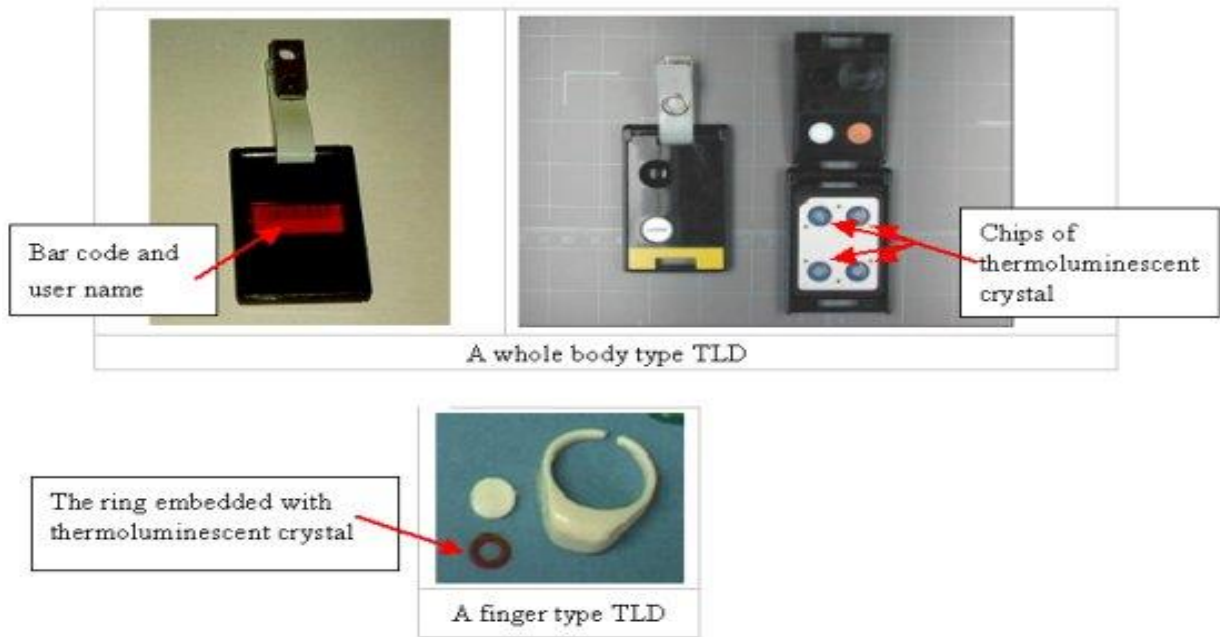 Bar code and
user name
Chips of
thermoluminescent
crystal
A whole body type TLD
The ring embedded with
thermoluminescent crystal
A finger type TLD